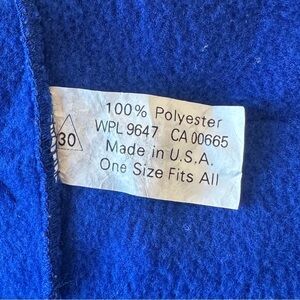 30
100% Polyester
WPL 9647 CA 00665
Made in U.S.A.
One Size Fits All